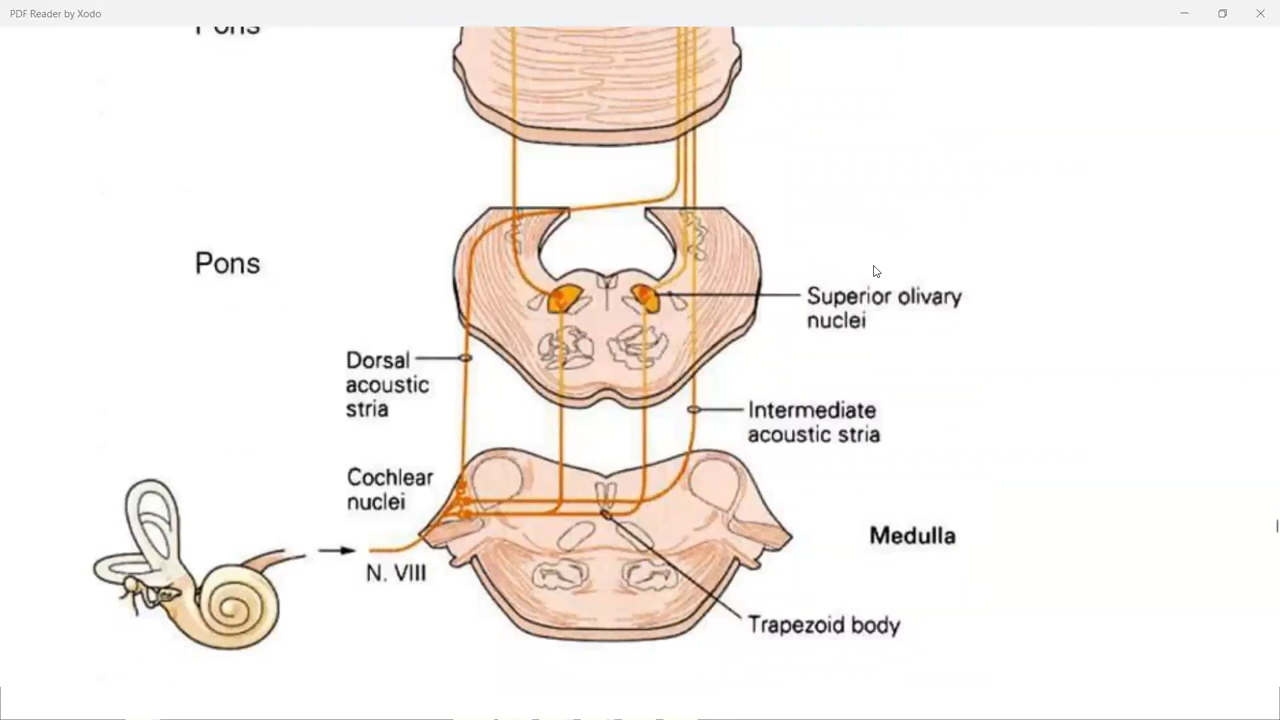 PDF Reader by Xodo
Pons
Pons
Superior olivary
nuclei
Dorsal
acoustic
stria
Intermediate
acoustic stria
Cochlear
nuclei
Medulla
N. VIII
Trapezoid body